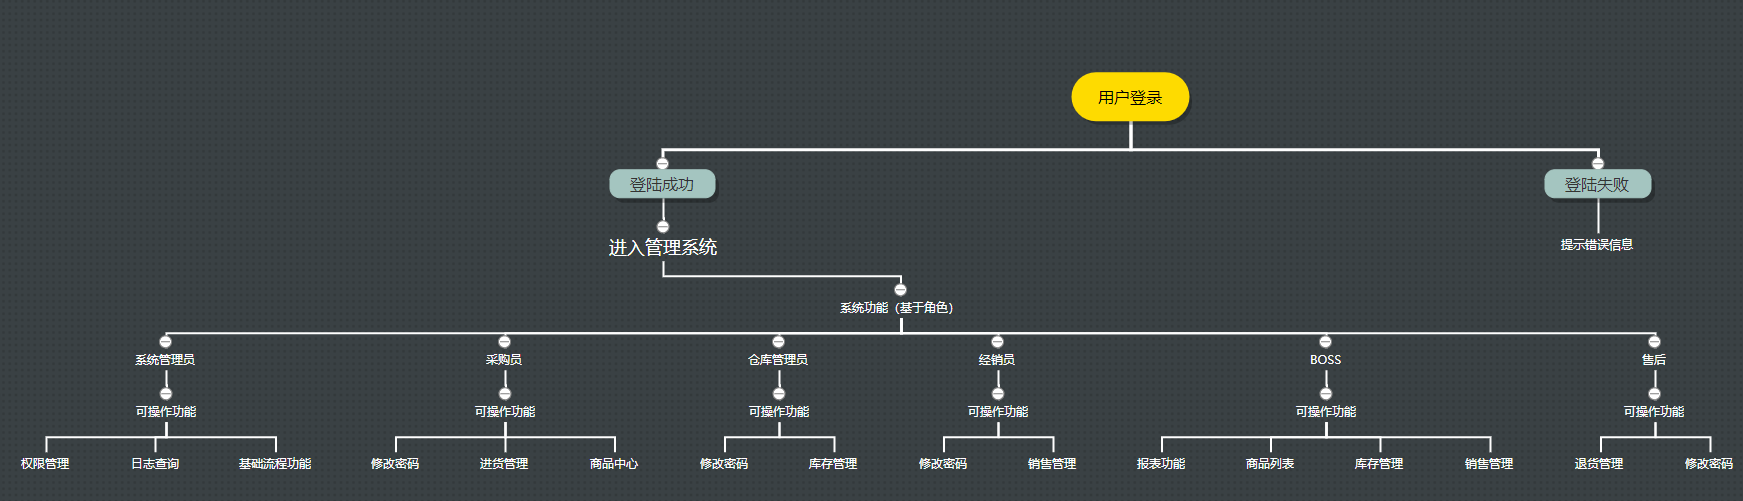 用户登录
登陆成功
登陆失败
进入管理系统
提示错误信息
系统功能（基于角色）
系统管理员
采购员
仓库管理员
经销员
BOSS
售后
可操作功能
可操作功能
可操作功能
可操作功能
可操作功能
可操作功能
权限管理
日志查询
基础流程功能
修改密码
进货管理
商品中心
修改密码
库存管理
修改密码
销售管理
报表功能
商品列表
库存管理
销售管理
退货管理
修改密码